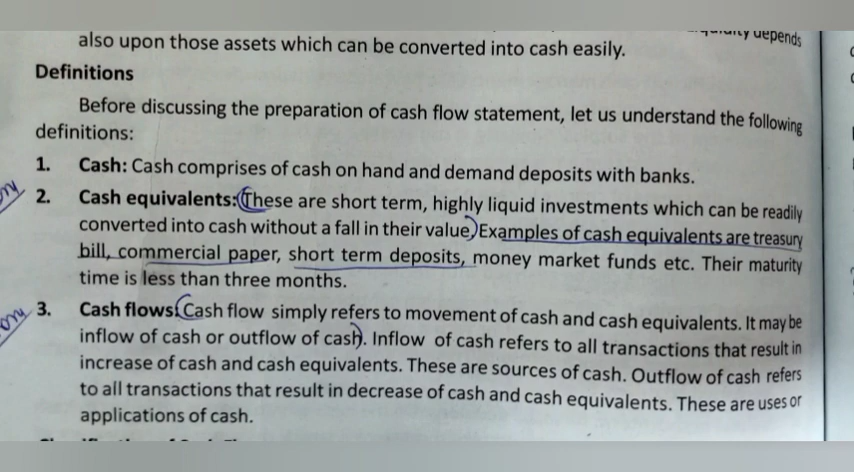 depends
also upon those assets which can be converted into cash easily.
Definitions
Before discussing the preparation of cash flow statement, let us understand the following
definitions:
1. Cash: Cash comprises of cash on hand and demand deposits with banks.
2. Cash equivalents: These are short term, highly liquid investments which can be readily
converted into cash without a fall in their value. Examples of cash equivalents are treasury
bill, commercial paper, short term deposits, money market funds etc. Their maturity
time is less than three months.
3. Cash flows: Cash flow simply refers to movement of cash and cash equivalents. It may be
inflow of cash or outflow of cash. Inflow of cash refers to all transactions that result in
increase of cash and cash equivalents. These are sources of cash. Outflow of cash refers
to all transactions that result in decrease of cash and cash equivalents. These are uses or
applications of cash.